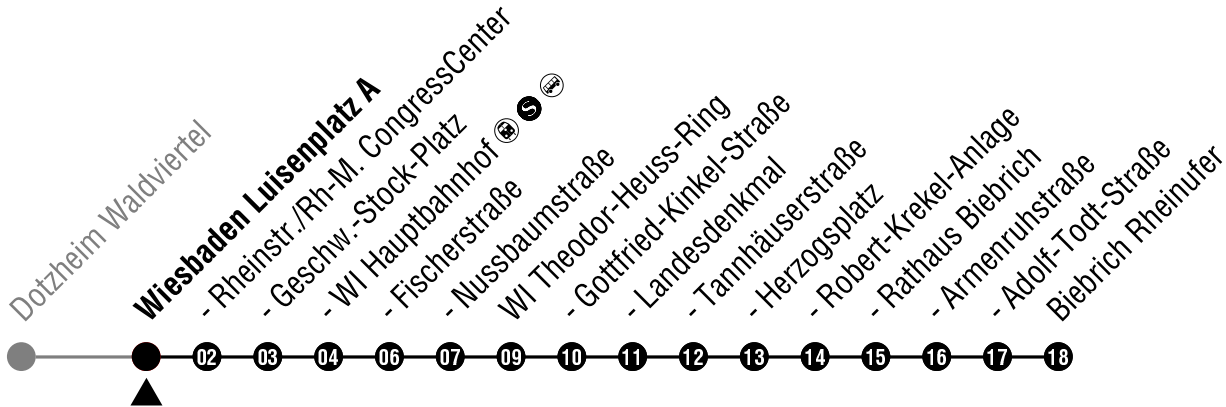 Dotzheim Waldviertel
Wiesbaden Luisenplatz A
- Rheinstr./Rh-M. CongressCenter
- Geschw.-Stock-Platz
- WI Hauptbahnhof S
- Fischerstraße
- Nussbaumstraße
WI Theodor-Heuss-Ring
- Gottfried-Kinkel-Straße
- Landesdenkmal
- Tannhäuserstraße
- Herzogsplatz
- Robert-Krekel-Anlage
- Rathaus Biebrich
- Armenruhstraße
- Adolf-Todt-Straße
Biebrich Rheinufer
02 03 04 06 07 09 10 11 12 13 14 15 16 17 18